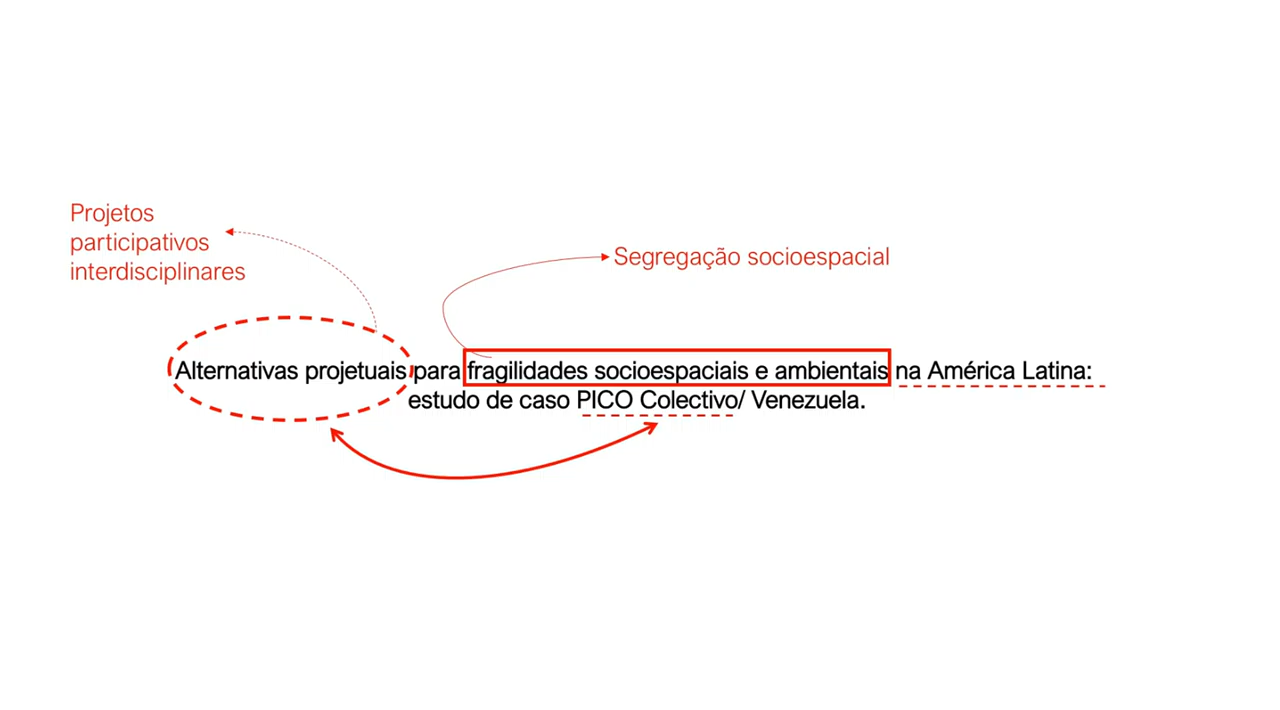 Projetos
participativos
interdisciplinares
Segregação socioespacial
Alternativas projetuais para fragilidades socioespaciais e ambientais na América Latina:
estudo de caso PICO Colectivo/ Venezuela.